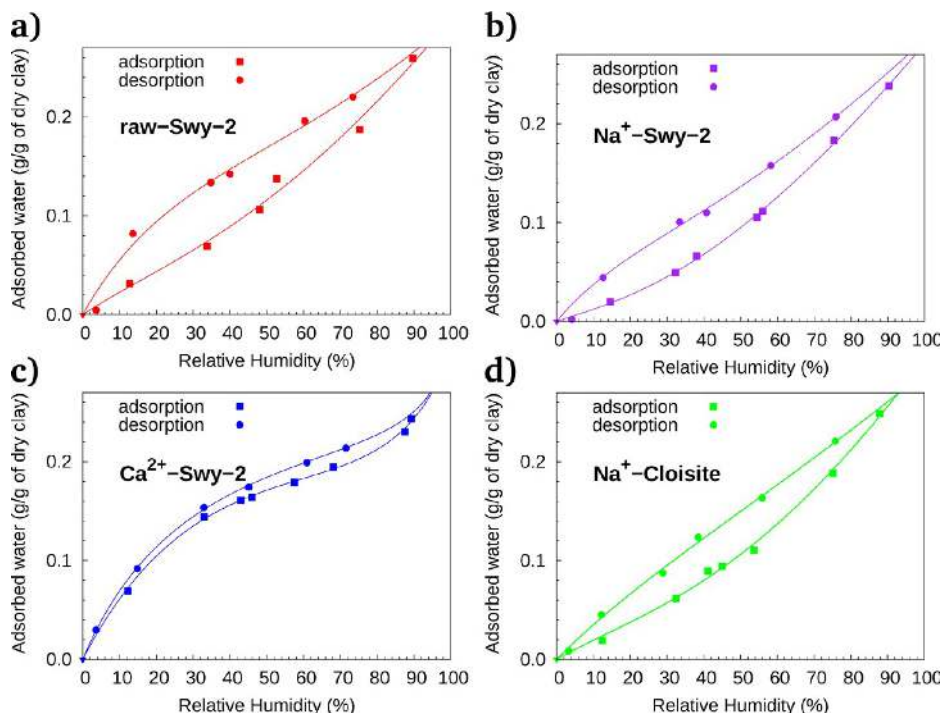 a)
Adsorbed water (g/g of dry clay)
adsorption
desorption
raw−Swy−2
0.2
0.1
0.0
0 10 20 30 40 50 60 70 80 90 100
Relative Humidity (%)
b)
Adsorbed water (g/g of dry clay)
adsorption
desorption
Na+−Swy−2
0.2
0.1
0.0
0 10 20 30 40 50 60 70 80 90 100
Relative Humidity (%)
c)
Adsorbed water (g/g of dry clay)
adsorption
desorption
Ca2+−Swy−2
0.2
0.1
0.0
0 10 20 30 40 50 60 70 80 90 100
Relative Humidity (%)
d)
Adsorbed water (g/g of dry clay)
adsorption
desorption
Na+−Cloisite
0.2
0.1
0.0
0 10 20 30 40 50 60 70 80 90 100
Relative Humidity (%)